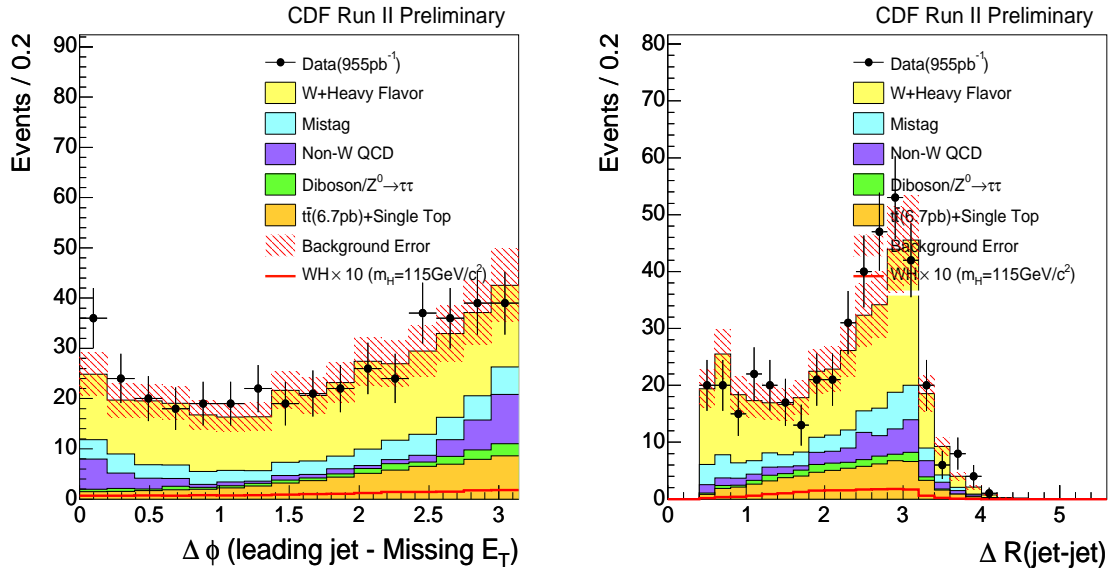 CDF Run II Preliminary
Events / 0.2
90
80
70
60
50
40
30
20
10
0
Data(955pb⁻¹)
W+Heavy Flavor
Mistag
Non-W QCD
Diboson/Z⁰→ττ
tt̄(6.7pb)+Single Top
Background Error
WH×10 (m_H=115GeV/c²)
0 0.5 1 1.5 2 2.5 3
Δ ϕ (leading jet - Missing E_T)
CDF Run II Preliminary
Events / 0.2
80
70
60
50
40
30
20
10
0
Data(955pb⁻¹)
W+Heavy Flavor
Mistag
Non-W QCD
Diboson/Z⁰→ττ
tt̄(6.7pb)+Single Top
Background Error
WH×10 (m_H=115GeV/c²)
0 1 2 3 4 5
Δ R(jet-jet)